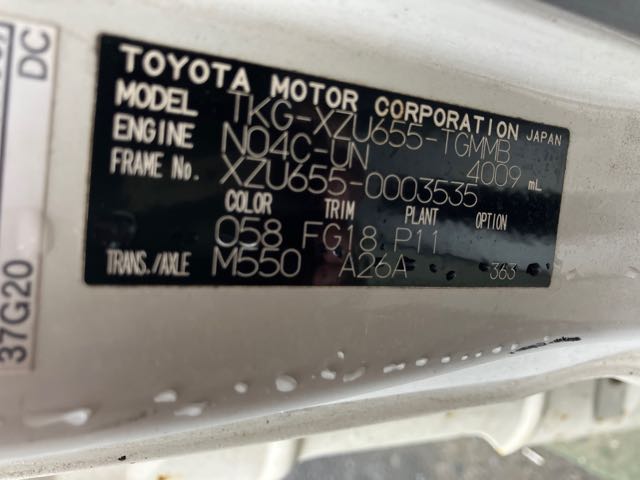 DC
37G20
TOYOTA MOTOR CORPORATION JAPAN
MODEL TKG-XZU655-TGMMB
ENGINE N04C-UN 4009 mL
FRAME No. XZU655-0003535
COLOR TRIM PLANT OPTION
058 FG18 P11
TRANS./AXLE M550 A26A 363